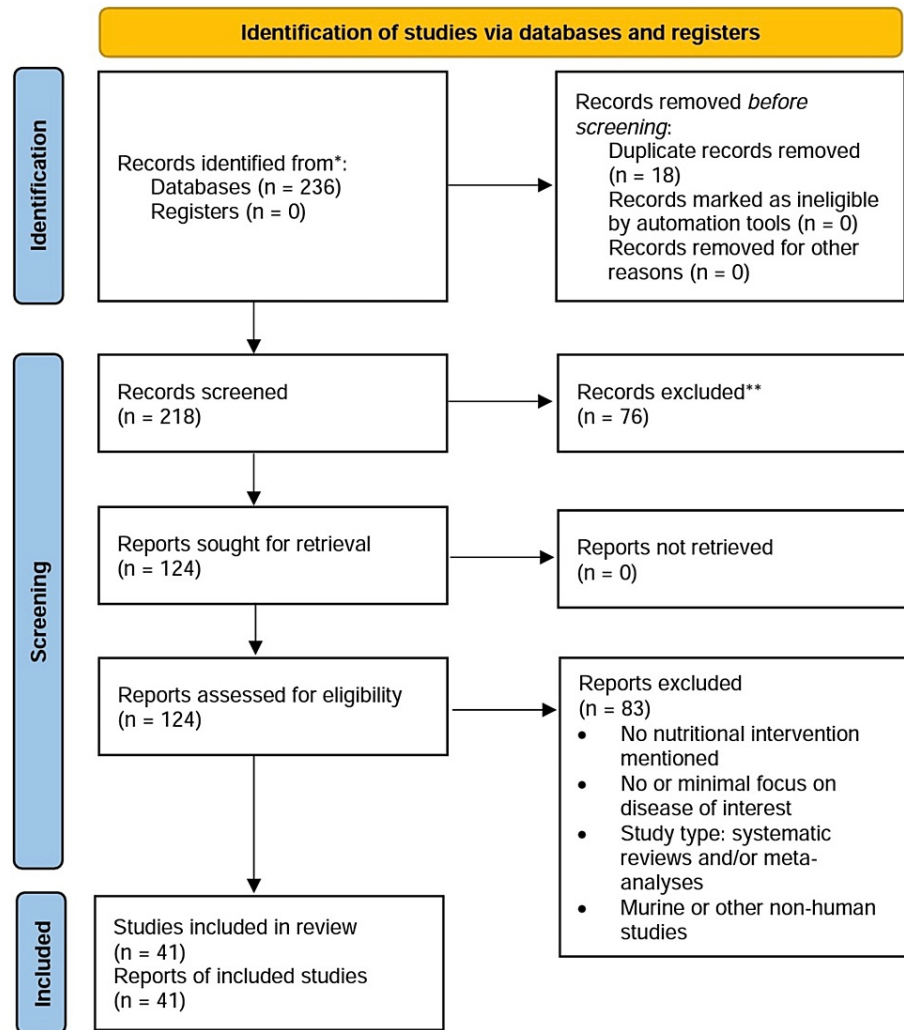 Identification of studies via databases and registers
Identification
Records identified from*:
Databases (n = 236)
Registers (n = 0)
Records removed before
screening:
Duplicate records removed
(n = 18)
Records marked as ineligible
by automation tools (n = 0)
Records removed for other
reasons (n = 0)
Screening
Records screened
(n = 218)
Records excluded**
(n = 76)
Reports sought for retrieval
(n = 124)
Reports not retrieved
(n = 0)
Reports assessed for eligibility
(n = 124)
Reports excluded
(n = 83)
• No nutritional intervention
mentioned
• No or minimal focus on
disease of interest
• Study type: systematic
reviews and/or meta-
analyses
• Murine or other non-human
studies
Included
Studies included in review
(n = 41)
Reports of included studies
(n = 41)